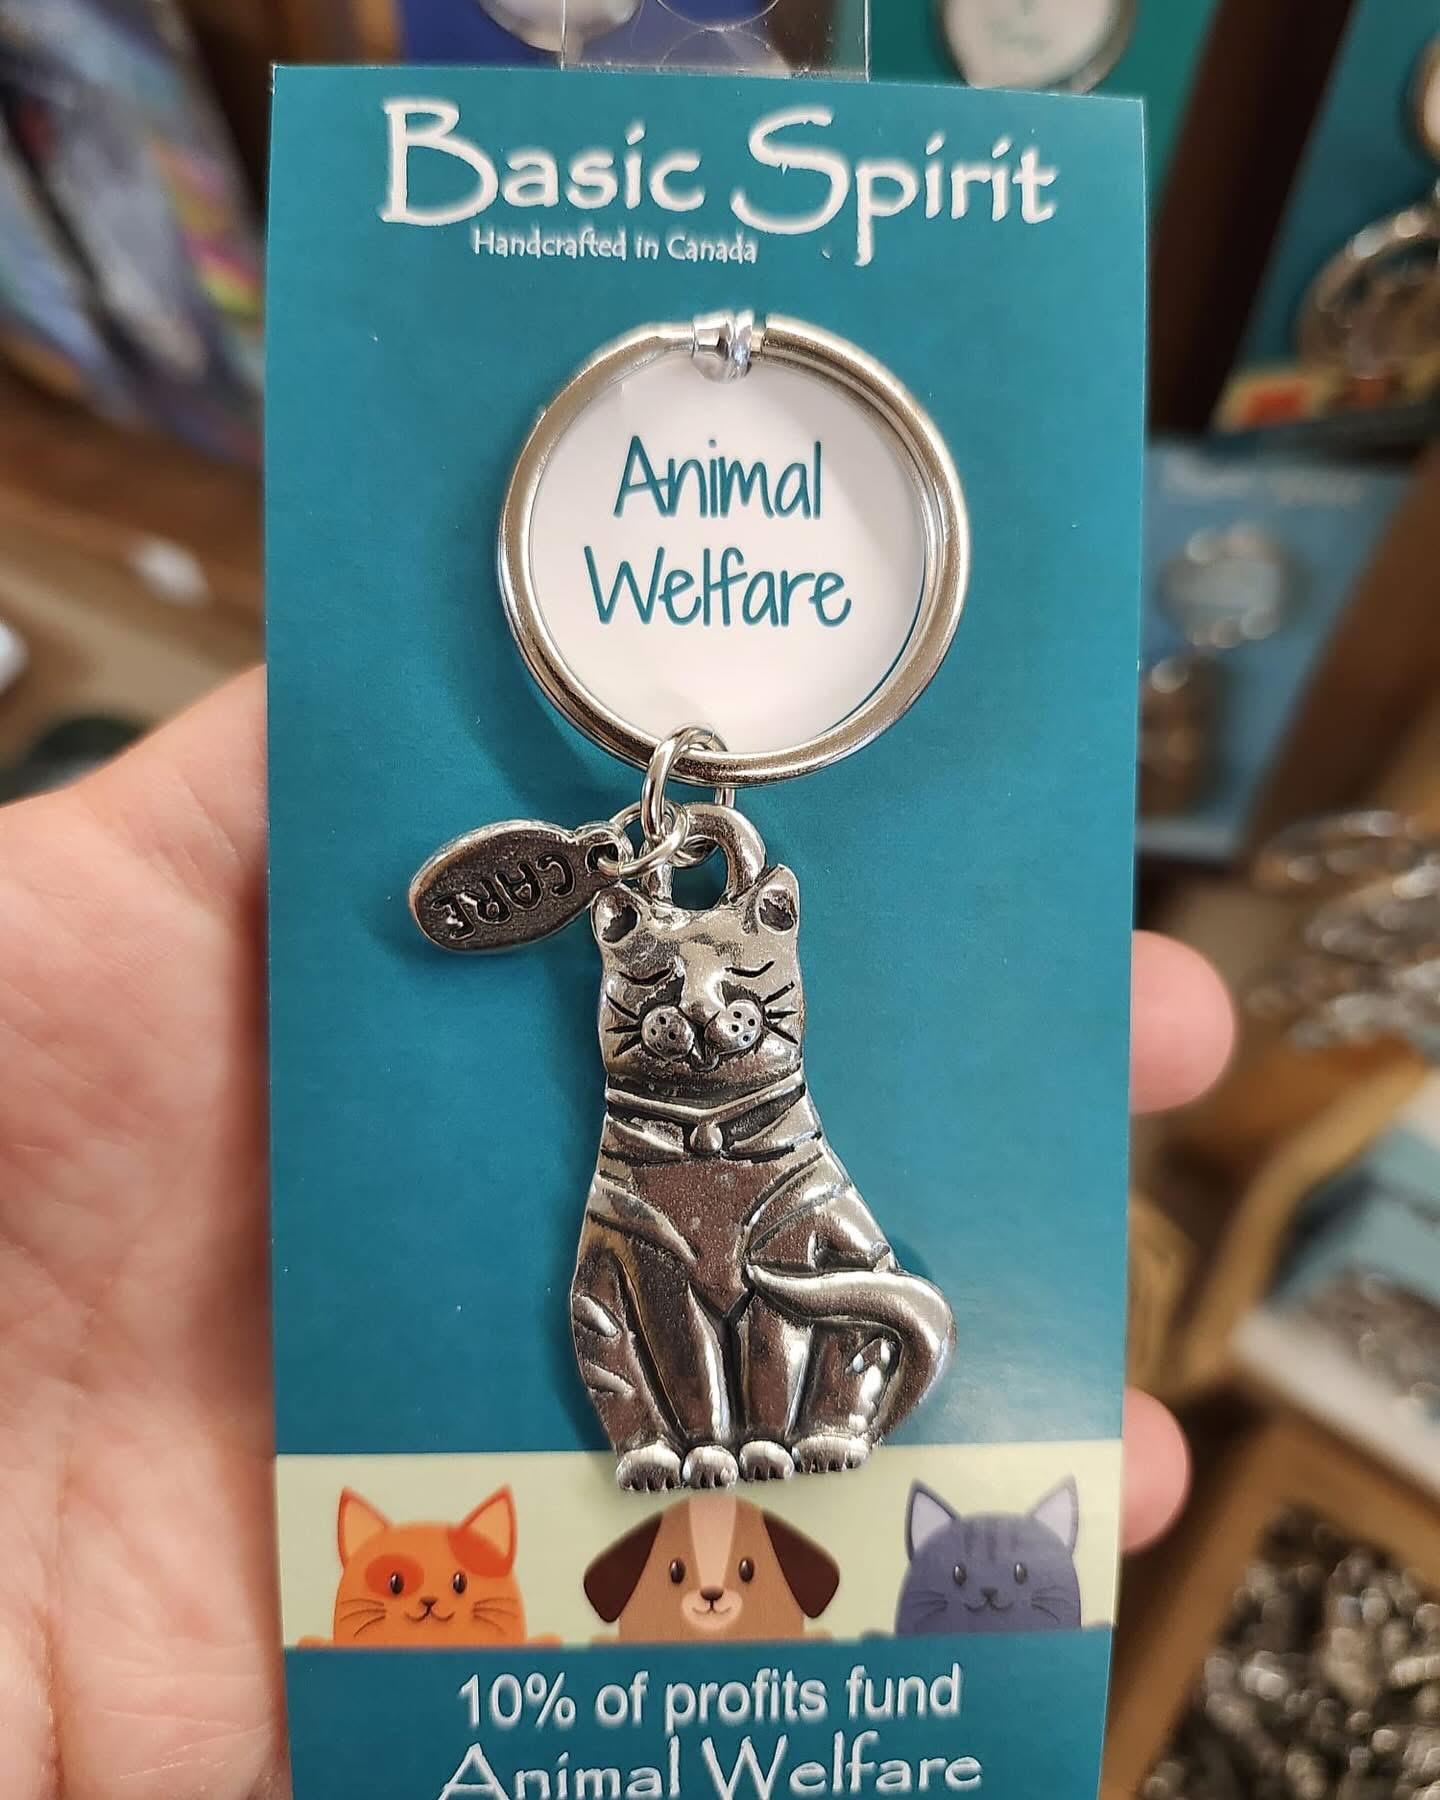 Basic Spirit
Handcrafted in Canada
Animal
Welfare
CARE
10% of profits fund
Animal Welfare